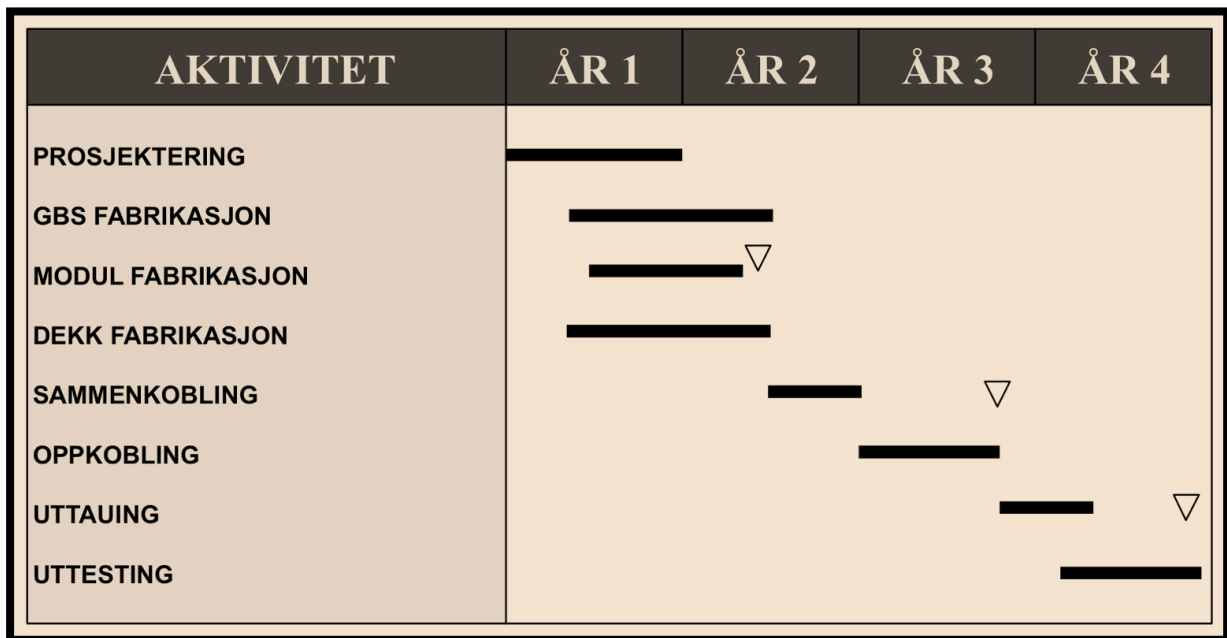 AKTIVITET ÅR 1 ÅR 2 ÅR 3 ÅR 4
PROSJEKTERING
GBS FABRIKASJON
MODUL FABRIKASJON
DEKK FABRIKASJON
SAMMENKOBLING
OPPKOBLING
UTTAUING
UTTESTING